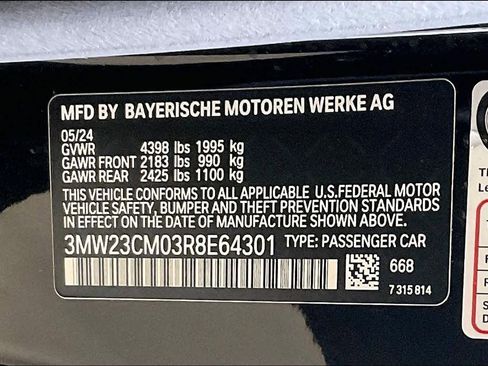 MFD BY BAYERISCHE MOTOREN WERKE AG
05/24
GVWR 4398 lbs 1995 kg
GAWR FRONT 2183 lbs 990 kg
GAWR REAR 2425 lbs 1100 kg
THIS VEHICLE CONFORMS TO ALL APPLICABLE U.S.FEDERAL MOTOR
VEHICLE SAFETY, BUMPER, AND THEFT PREVENTION STANDARDS
IN EFFECT ON THE DATE OF MANUFACTURE SHOWN ABOVE.
3MW23CM03R8E64301 TYPE: PASSENGER CAR
668
7 315 814